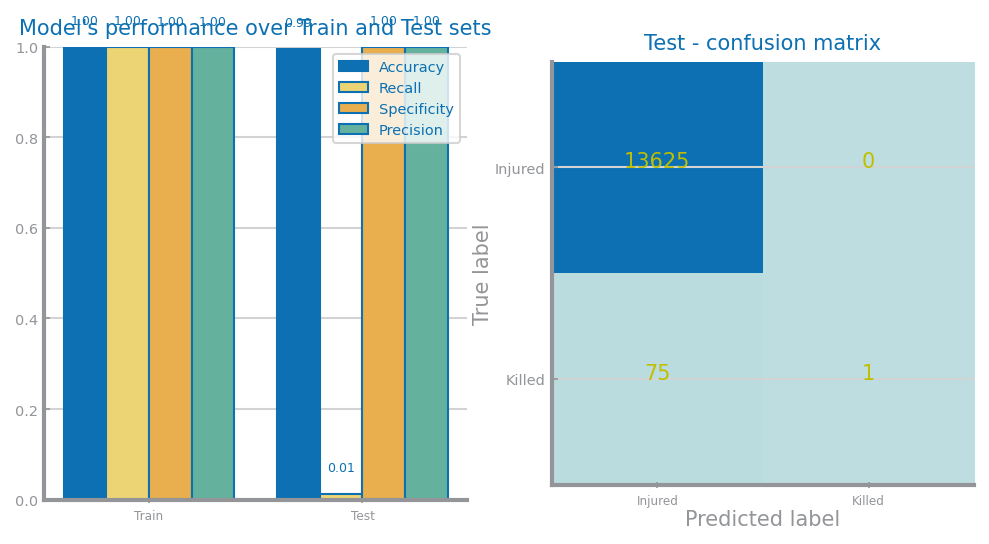 Model's performance over Train and Test sets
1.00 1.00 1.00 1.00 0.99 1.00 1.00
1.0
0.8
0.6
0.4
0.2
0.0
Accuracy
Recall
Specificity
Precision
0.01
Train Test
Test - confusion matrix
True label
Injured
Killed
13625 0
75 1
Injured Killed
Predicted label